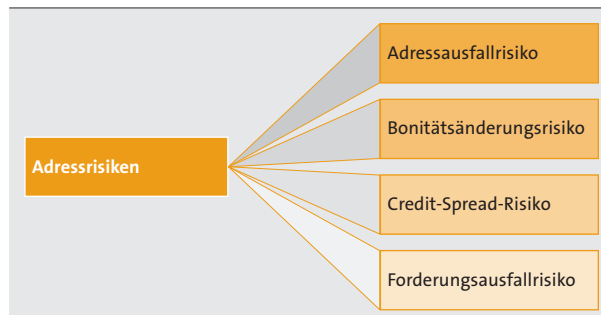 Adressrisiken
Adressausfallrisiko
Bonitätsänderungsrisiko
Credit-Spread-Risiko
Forderungsausfallrisiko